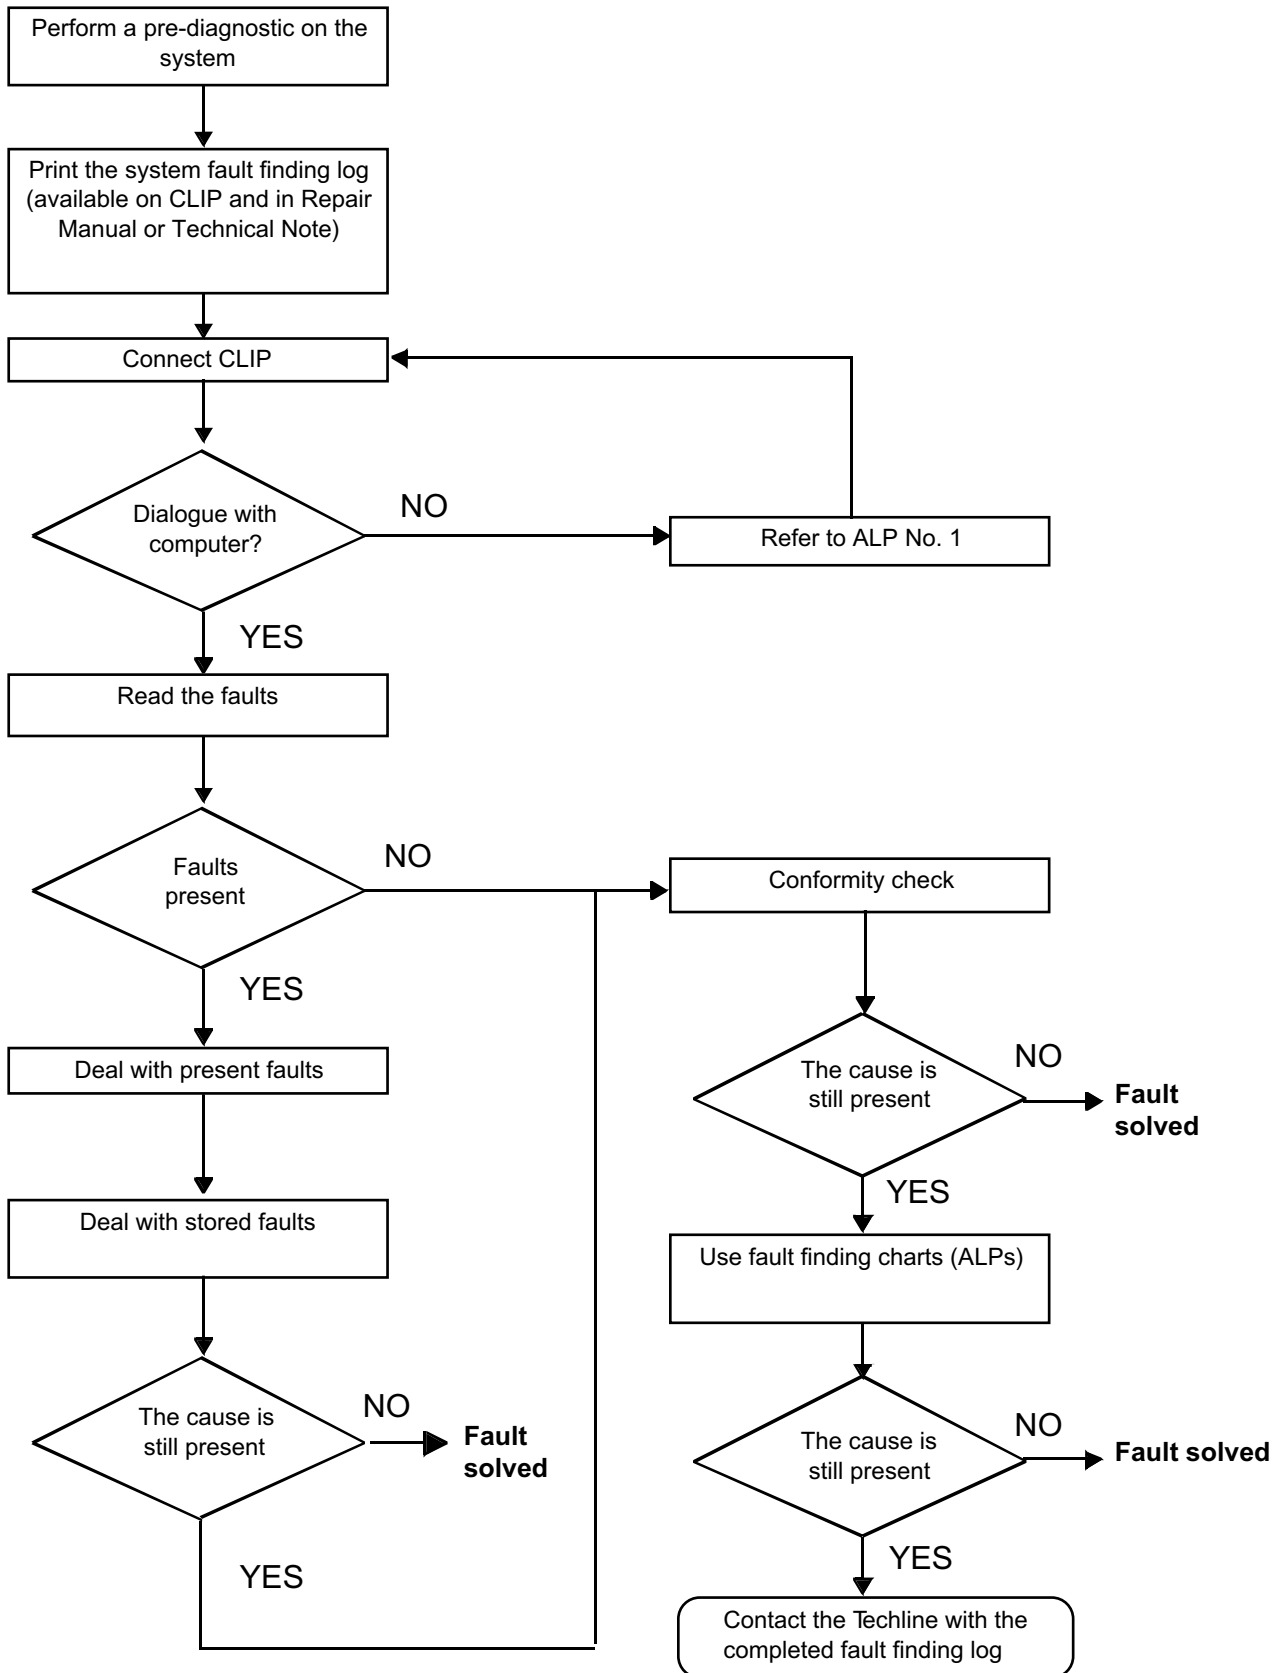 Perform a pre-diagnostic on the
system
Print the system fault finding log
(available on CLIP and in Repair
Manual or Technical Note)
Connect CLIP
Dialogue with
computer?
NO
Refer to ALP No. 1
YES
Read the faults
Faults
present
NO
Conformity check
YES
Deal with present faults
The cause is
still present
NO
Fault
solved
YES
Deal with stored faults
Use fault finding charts (ALPs)
The cause is
still present
NO
Fault
solved
The cause is
still present
NO
Fault solved
YES
YES
Contact the Techline with the
completed fault finding log